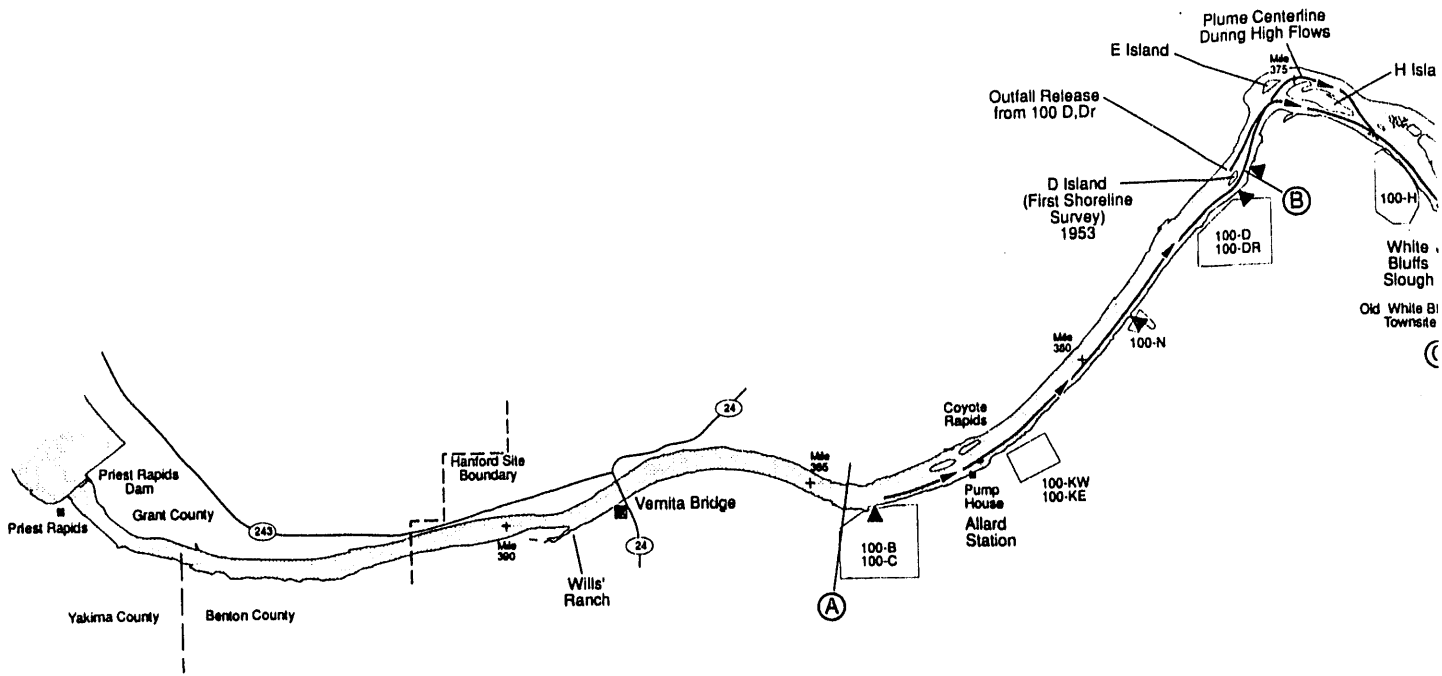 Plume Centerline
During High Flows
E Island
Mile
375
H Isla
Outfall Release
from 100 D,Dr
D Island
(First Shoreline
Survey)
1953
B
100-H
100-D
100-DR
White
Bluffs
Slough
Old White Bl
Townsite
100-N
Mile
380
Coyote
Rapids
24
Hanford Site
Boundary
Mile
385
Priest Rapids
Dam
Grant County
Priest Rapids
243
Mile
390
Vernita Bridge
24
Pump
House
100-KW
100-KE
Allard
Station
100-B
100-C
Wills'
Ranch
A
Yakima County
Benton County